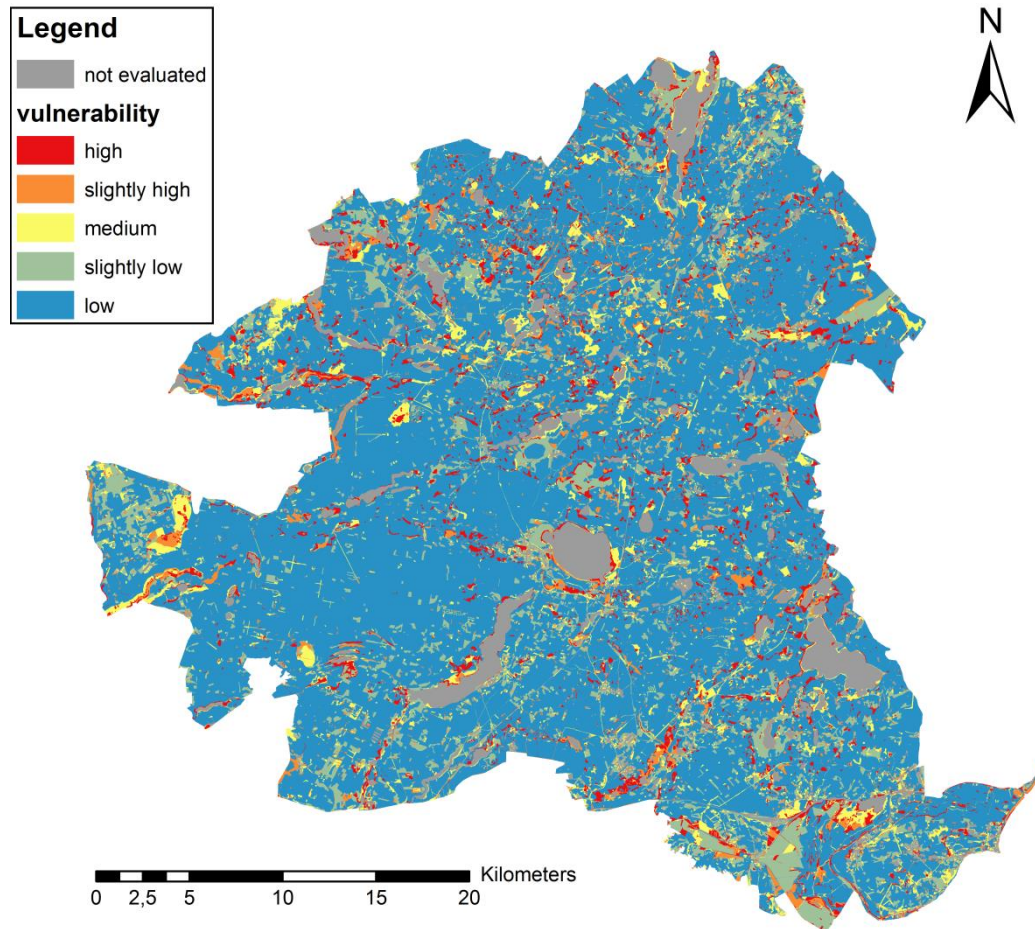 Legend
not evaluated
vulnerability
high
slightly high
medium
slightly low
low
N
Kilometers
0 2,5 5 10 15 20